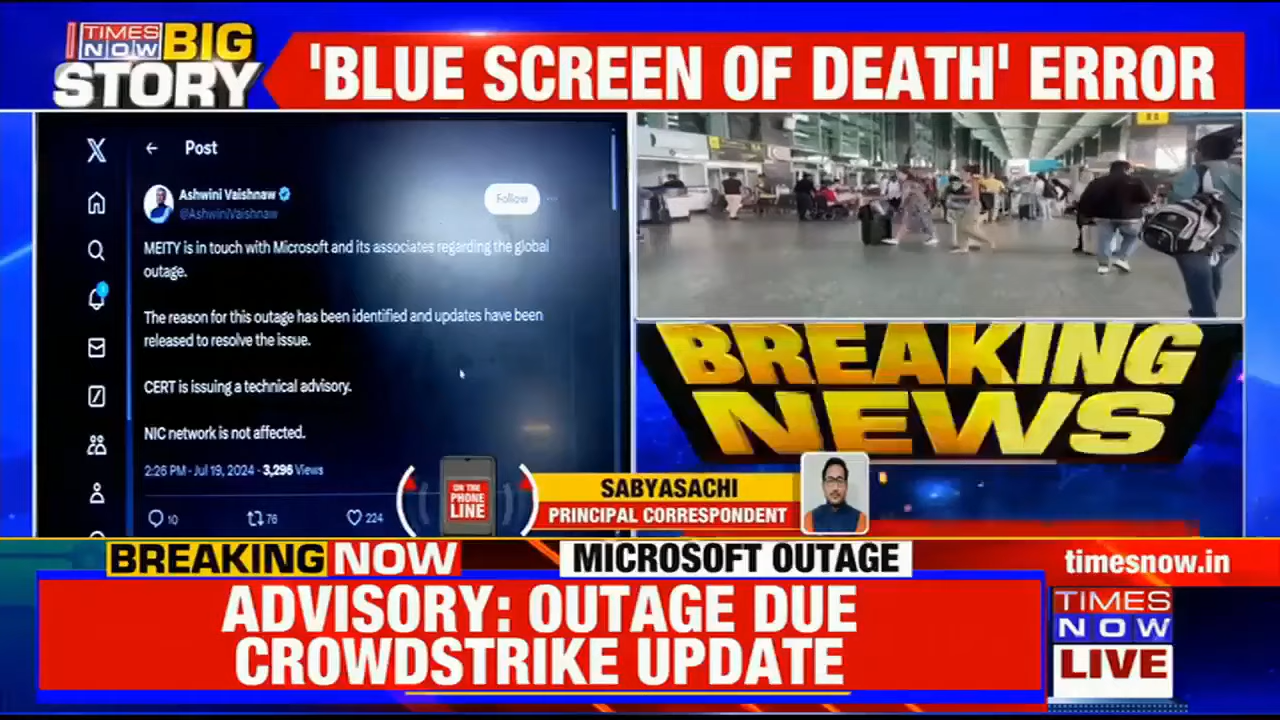 TIMES NOW BIG STORY
'BLUE SCREEN OF DEATH' ERROR
Post
Ashwini Vaishnaw
@AshwiniVaishnaw
Follow
MEITY is in touch with Microsoft and its associates regarding the global
outage.
The reason for this outage has been identified and updates have been
released to resolve the issue.
CERT is issuing a technical advisory.
NIC network is not affected.
2:26 PM · Jul 19, 2024 · 3,296 Views
10 76 224
BREAKING
NEWS
ON THE
PHONE
LINE
SABYASACHI
PRINCIPAL CORRESPONDENT
BREAKING NOW
MICROSOFT OUTAGE
timesnow.in
ADVISORY: OUTAGE DUE
CROWDSTRIKE UPDATE
TIMES
NOW
LIVE